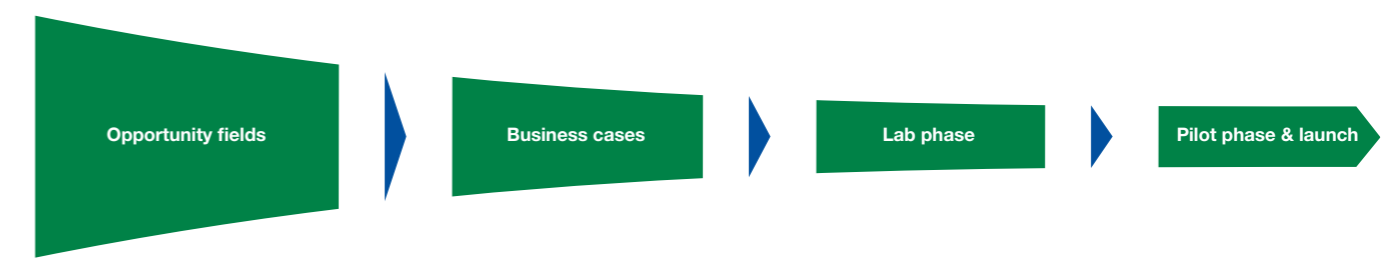 Opportunity fields
Business cases
Lab phase
Pilot phase & launch